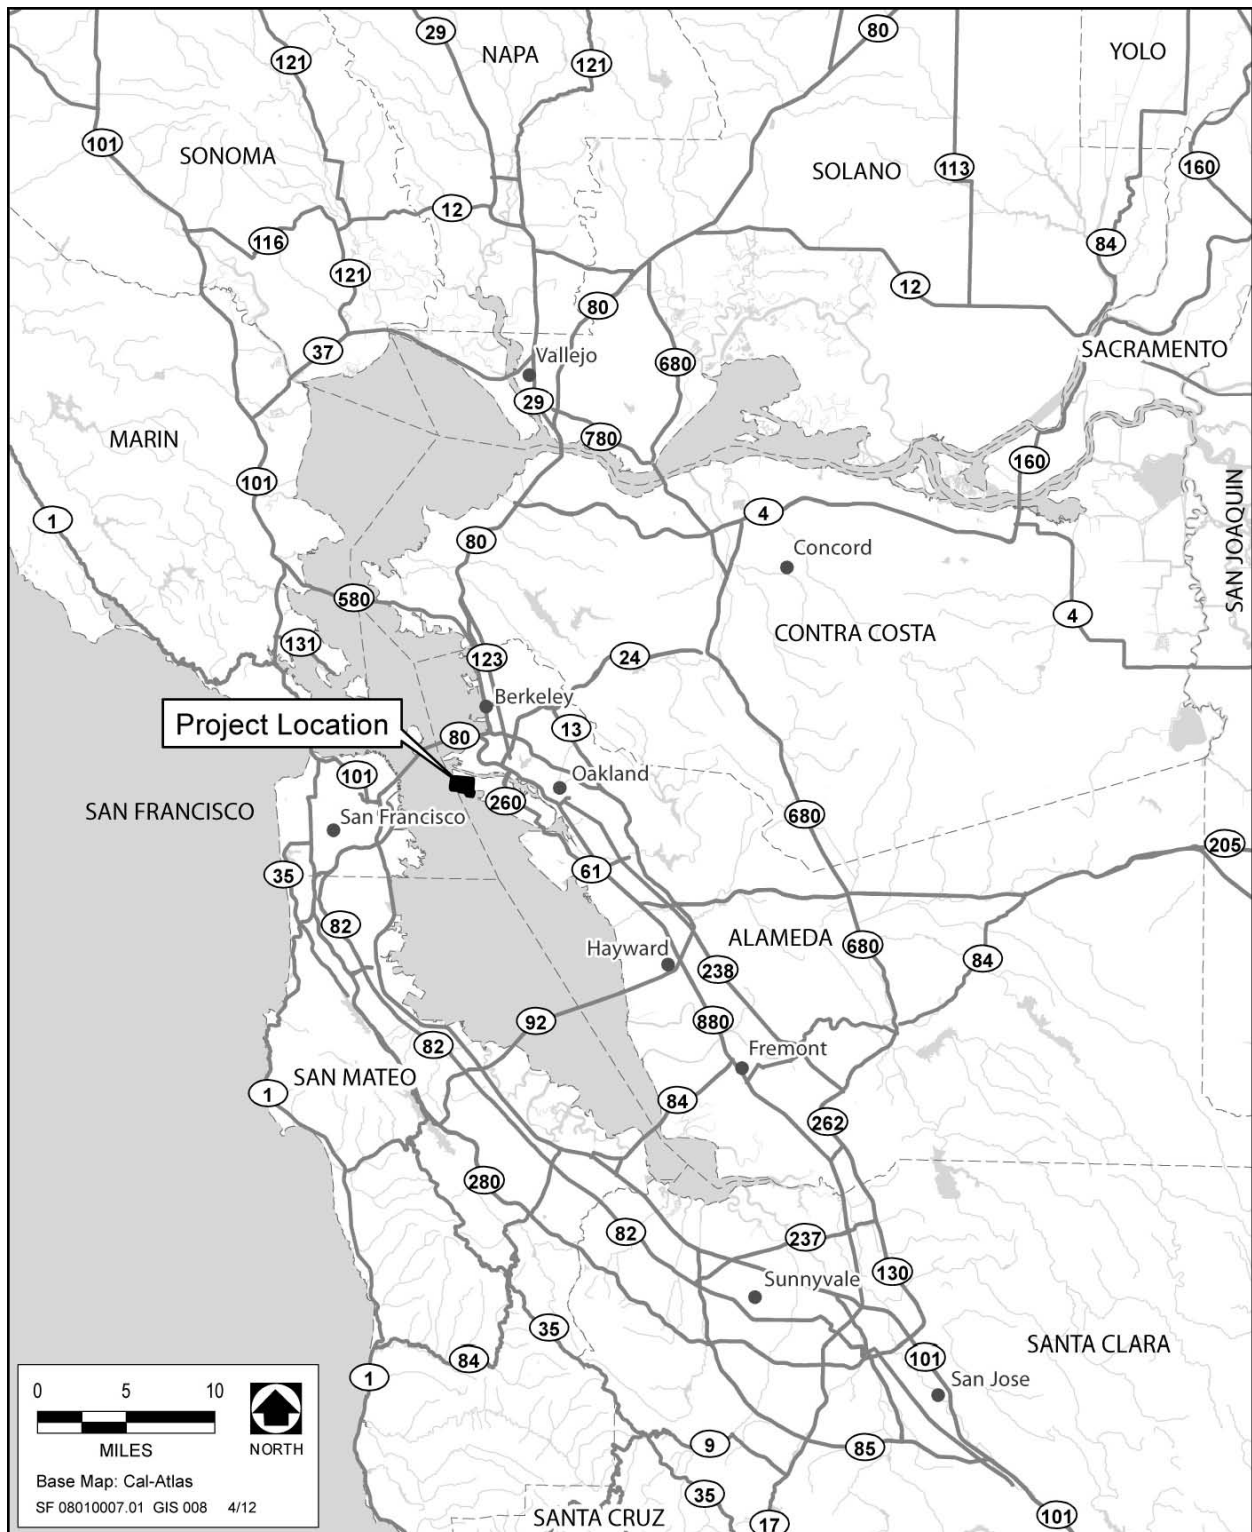 29
80
NAPA
YOLO
121
121
101
SONOMA
SOLANO
113
160
12
116
84
121
12
80
37
Vallejo
680
SACRAMENTO
29
MARIN
780
160
101
1
4
SAN JOAQUIN
80
Concord
580
4
CONTRA COSTA
131
123
24
Berkeley
Project Location
80
13
101
Oakland
260
SAN FRANCISCO
San Francisco
680
205
35
61
82
ALAMEDA
Hayward
680
84
238
92
880
82
Fremont
SAN MATEO
1
84
262
280
82
237
130
Sunnyvale
35
SANTA CLARA
84
101
1
San Jose
0 5 10
MILES
NORTH
Base Map: Cal-Atlas
SF 08010007.01 GIS 008 4/12
9
85
35
SANTA CRUZ
17
101